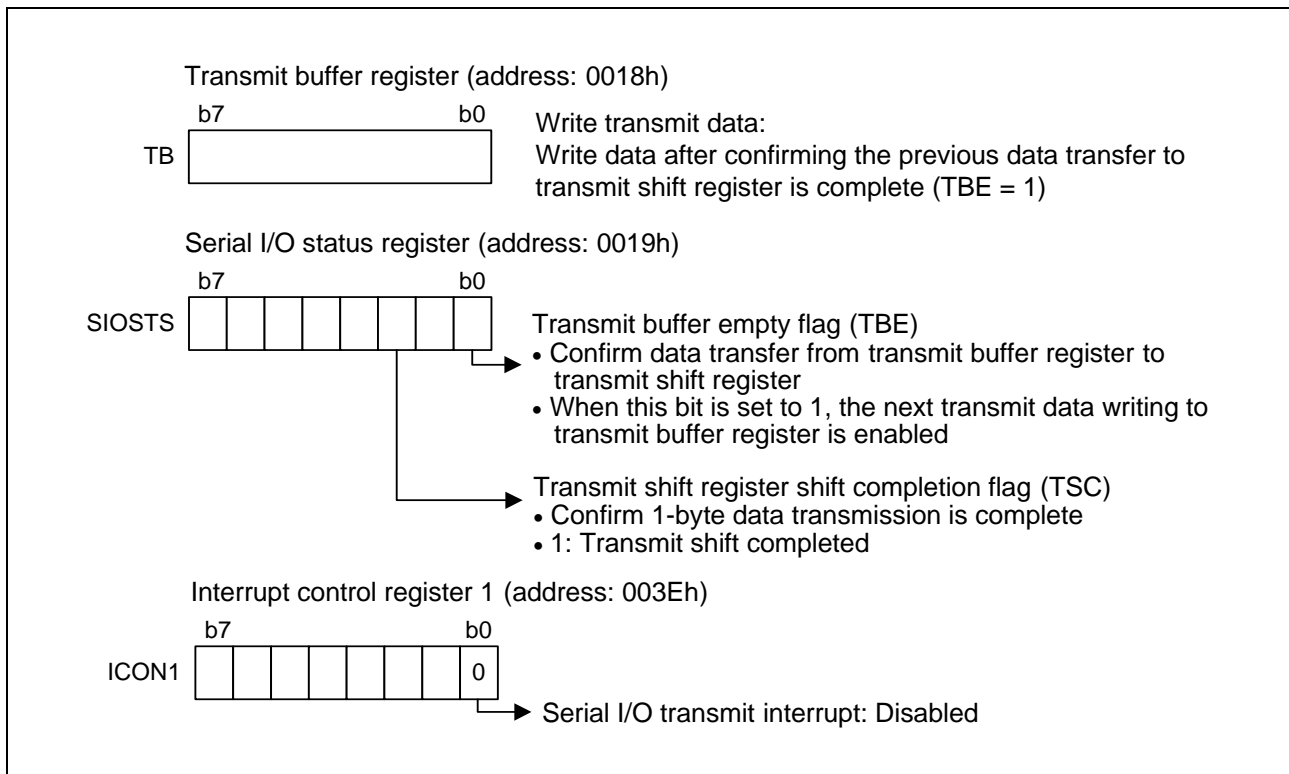 Transmit buffer register (address: 0018h)
b7 b0
TB
Write transmit data:
Write data after confirming the previous data transfer to
transmit shift register is complete (TBE = 1)
Serial I/O status register (address: 0019h)
b7 b0
SIOSTS
Transmit buffer empty flag (TBE)
• Confirm data transfer from transmit buffer register to
transmit shift register
• When this bit is set to 1, the next transmit data writing to
transmit buffer register is enabled
Transmit shift register shift completion flag (TSC)
• Confirm 1-byte data transmission is complete
• 1: Transmit shift completed
Interrupt control register 1 (address: 003Eh)
b7 b0
ICON1 0
Serial I/O transmit interrupt: Disabled